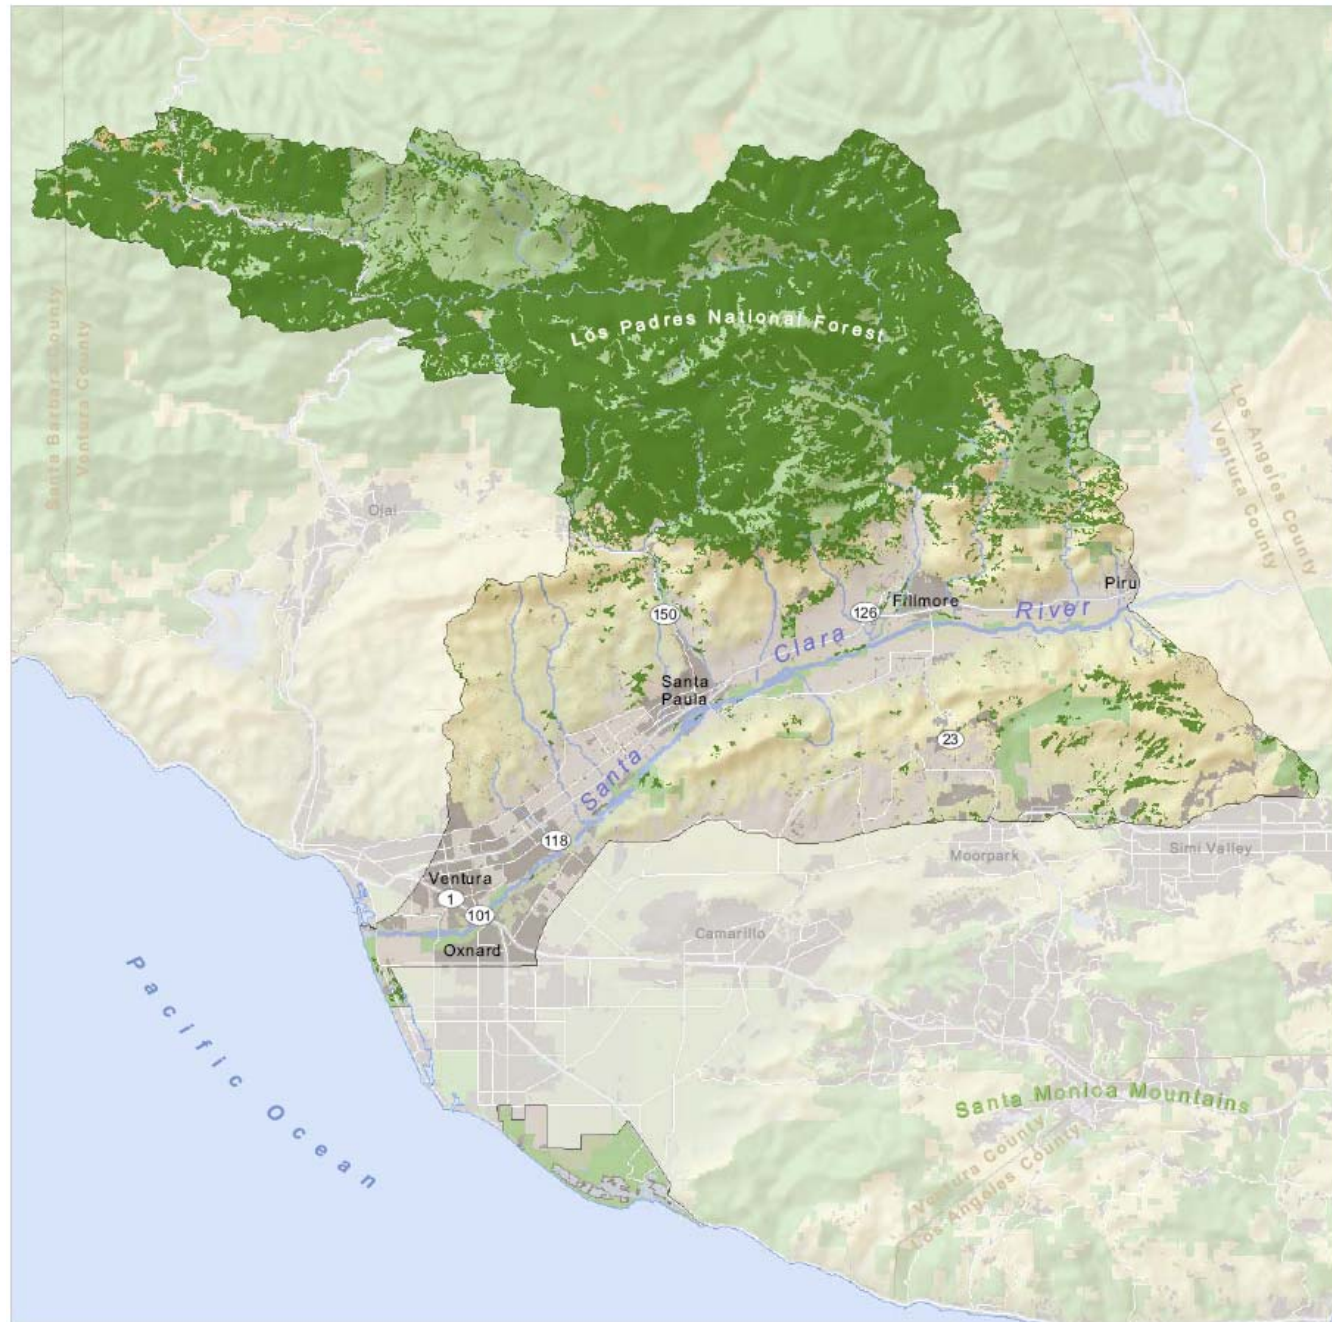 Los Padres National Forest
Santa Barbara County
Ventura County
Los Angeles County
Ventura County
Ojai
Piru
Fillmore
150
126
Santa Clara River
Santa
Paula
23
118
Moorpark
Simi Valley
Ventura
1
101
Camarillo
Oxnard
Pacific Ocean
Santa Monica Mountains
Ventura County
Los Angeles County